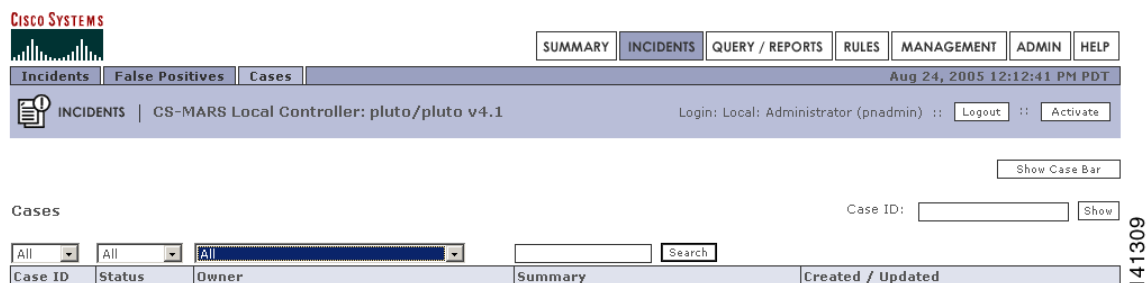 CISCO SYSTEMS
SUMMARY INCIDENTS QUERY / REPORTS RULES MANAGEMENT ADMIN HELP
Incidents False Positives Cases Aug 24, 2005 12:12:41 PM PDT
INCIDENTS | CS-MARS Local Controller: pluto/pluto v4.1 Login: Local: Administrator (pnadmin) :: Logout :: Activate
Show Case Bar
Cases Case ID: Show
All All All Search
Case ID Status Owner Summary Created / Updated
141309